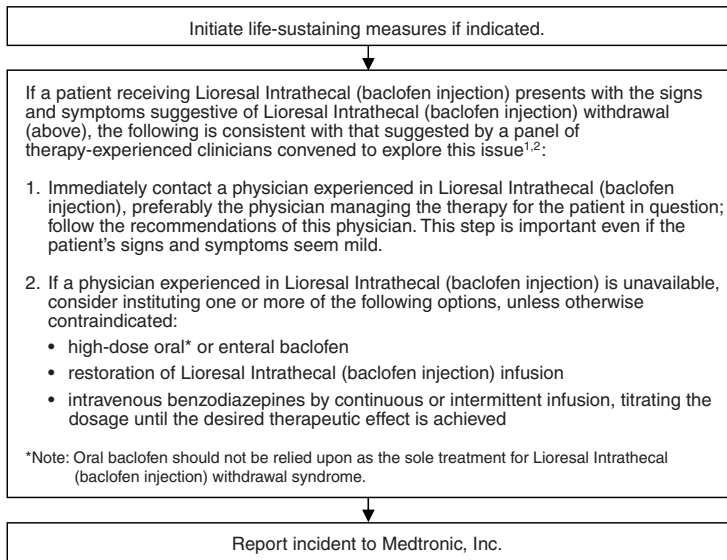 Initiate life-sustaining measures if indicated.
If a patient receiving Lioresal Intrathecal (baclofen injection) presents with the signs
and symptoms suggestive of Lioresal Intrathecal (baclofen injection) withdrawal
(above), the following is consistent with that suggested by a panel of
therapy-experienced clinicians convened to explore this issue1,2:
1. Immediately contact a physician experienced in Lioresal Intrathecal (baclofen
injection), preferably the physician managing the therapy for the patient in question;
follow the recommendations of this physician. This step is important even if the
patient's signs and symptoms seem mild.
2. If a physician experienced in Lioresal Intrathecal (baclofen injection) is unavailable,
consider instituting one or more of the following options, unless otherwise
contraindicated:
• high-dose oral* or enteral baclofen
• restoration of Lioresal Intrathecal (baclofen injection) infusion
• intravenous benzodiazepines by continuous or intermittent infusion, titrating the
dosage until the desired therapeutic effect is achieved
*Note: Oral baclofen should not be relied upon as the sole treatment for Lioresal Intrathecal
(baclofen injection) withdrawal syndrome.
Report incident to Medtronic, Inc.